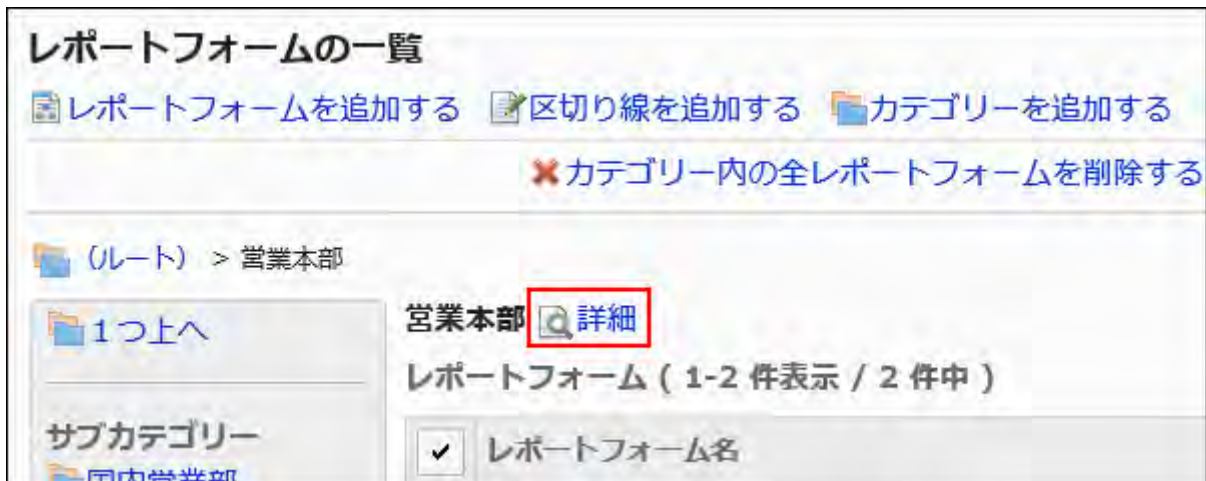 レポートフォームの一覧
レポートフォームを追加する 区切り線を追加する カテゴリーを追加する
カテゴリー内の全レポートフォームを削除する
（ルート） > 営業本部
1つ上へ
営業本部 詳細
レポートフォーム ( 1-2 件表示 / 2 件中 )
サブカテゴリー
レポートフォーム名
国内営業部